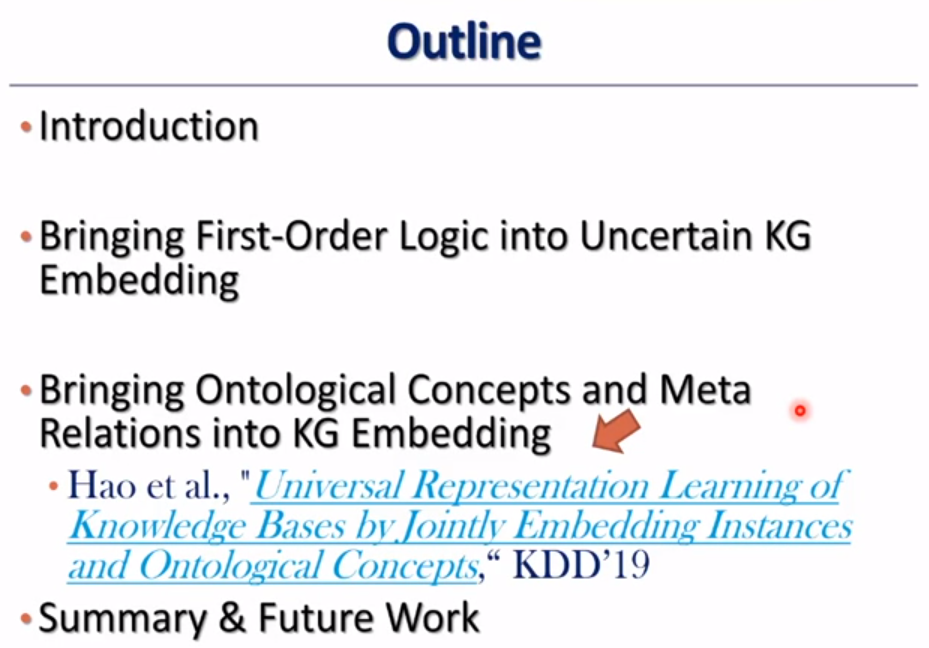 Outline
• Introduction
• Bringing First-Order Logic into Uncertain KG
Embedding
• Bringing Ontological Concepts and Meta
Relations into KG Embedding
• Hao et al., "Universal Representation Learning of
Knowledge Bases by Jointly Embedding Instances
and Ontological Concepts,“ KDD’19
• Summary & Future Work